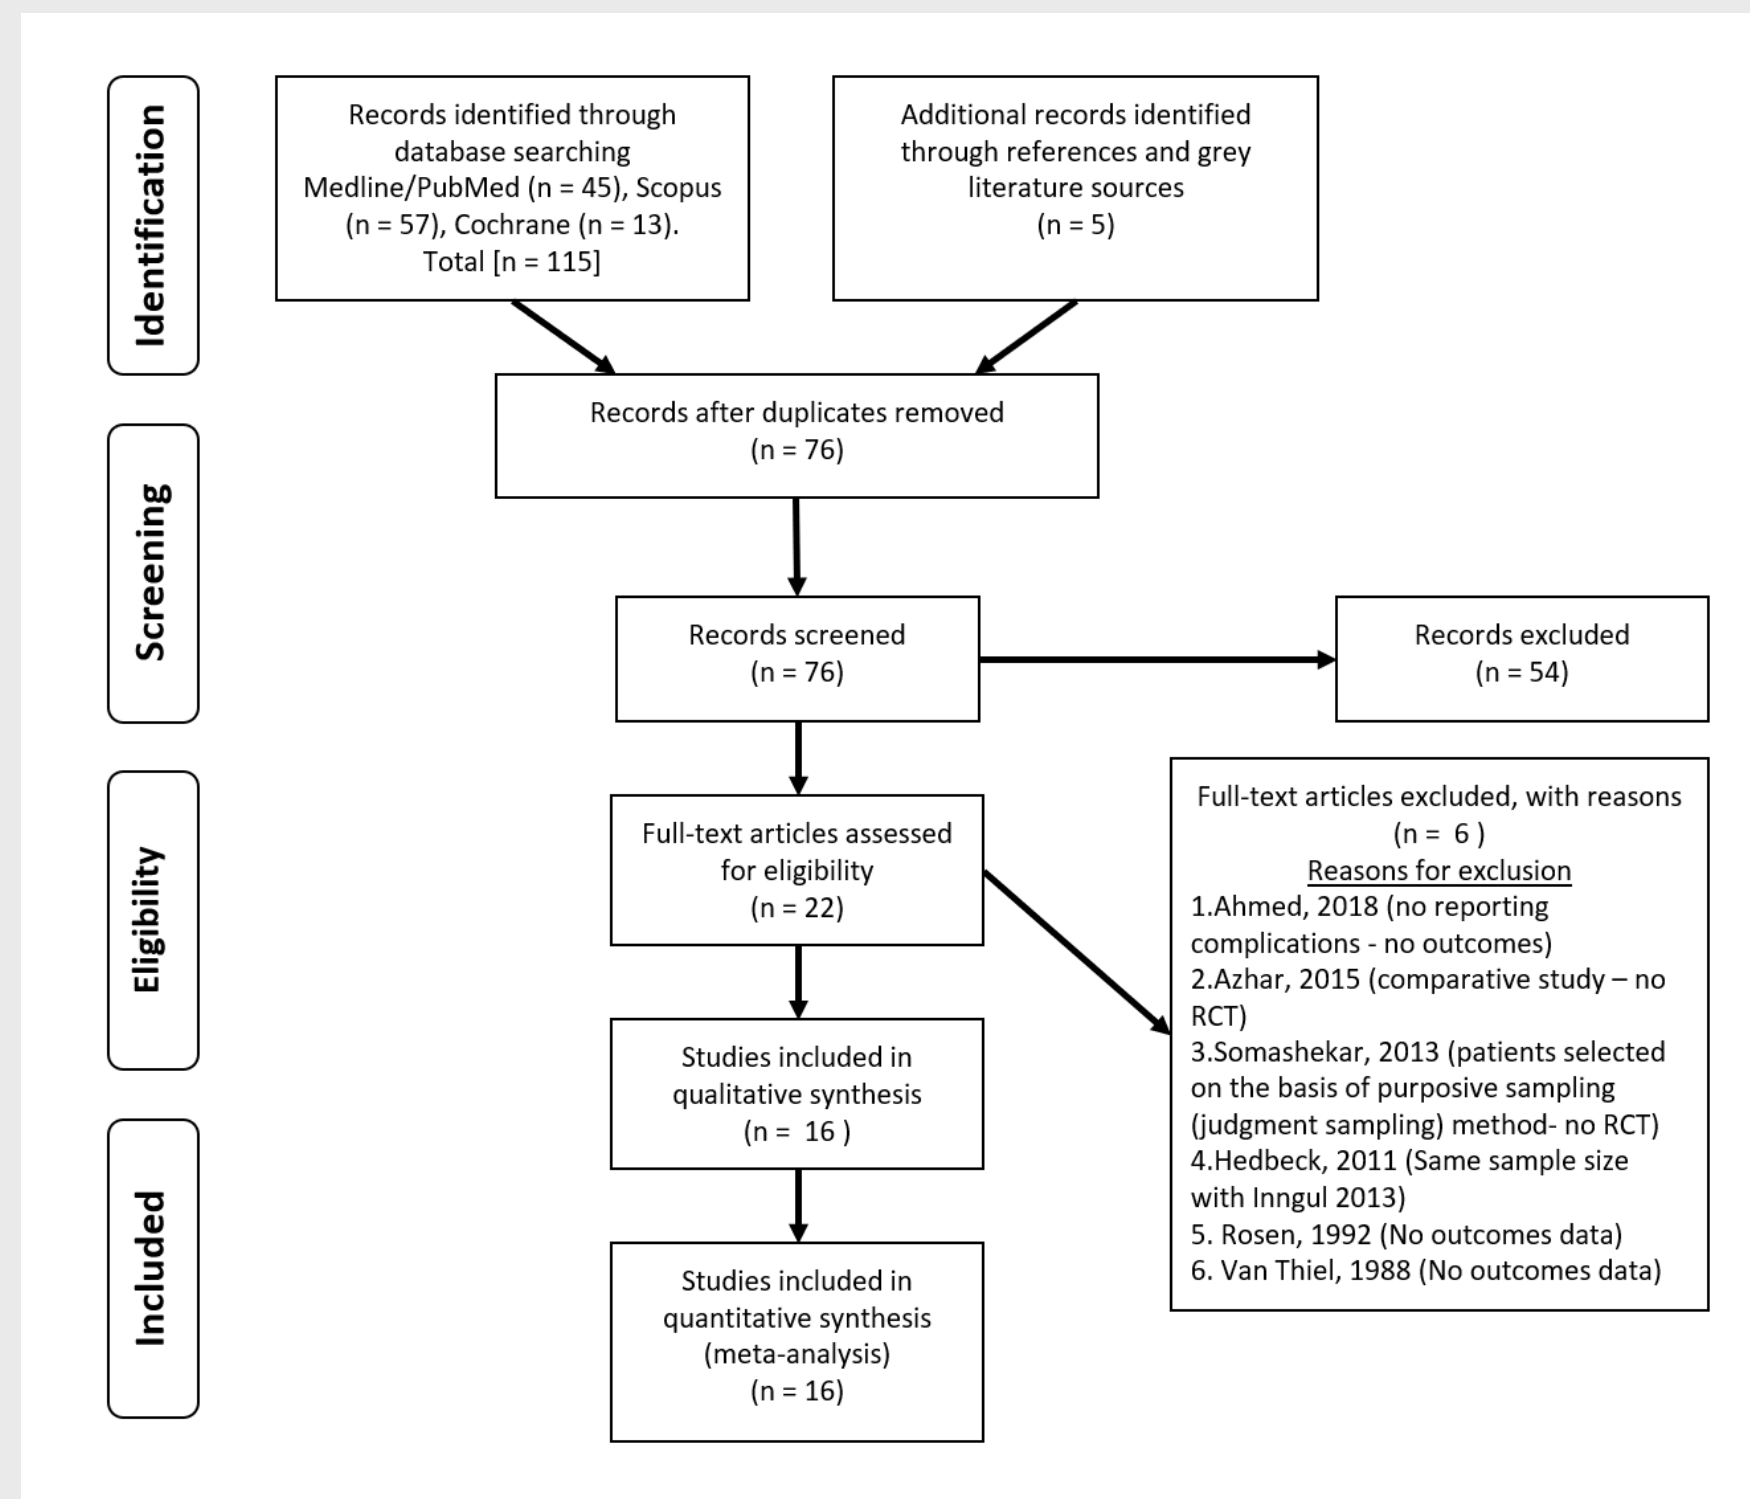 Identification
Records identified through
database searching
Medline/PubMed (n = 45), Scopus
(n = 57), Cochrane (n = 13).
Total [n = 115]
Additional records identified
through references and grey
literature sources
(n = 5)
Records after duplicates removed
(n = 76)
Screening
Records screened
(n = 76)
Records excluded
(n = 54)
Eligibility
Full-text articles assessed
for eligibility
(n = 22)
Full-text articles excluded, with reasons
(n =  6 )
Reasons for exclusion
1.Ahmed, 2018 (no reporting
complications - no outcomes)
2.Azhar, 2015 (comparative study – no
RCT)
3.Somashekar, 2013 (patients selected
on the basis of purposive sampling
(judgment sampling) method- no RCT)
4.Hedbeck, 2011 (Same sample size
with Inngul 2013)
5. Rosen, 1992 (No outcomes data)
6. Van Thiel, 1988 (No outcomes data)
Studies included in
qualitative synthesis
(n =  16 )
Included
Studies included in
quantitative synthesis
(meta-analysis)
(n = 16)